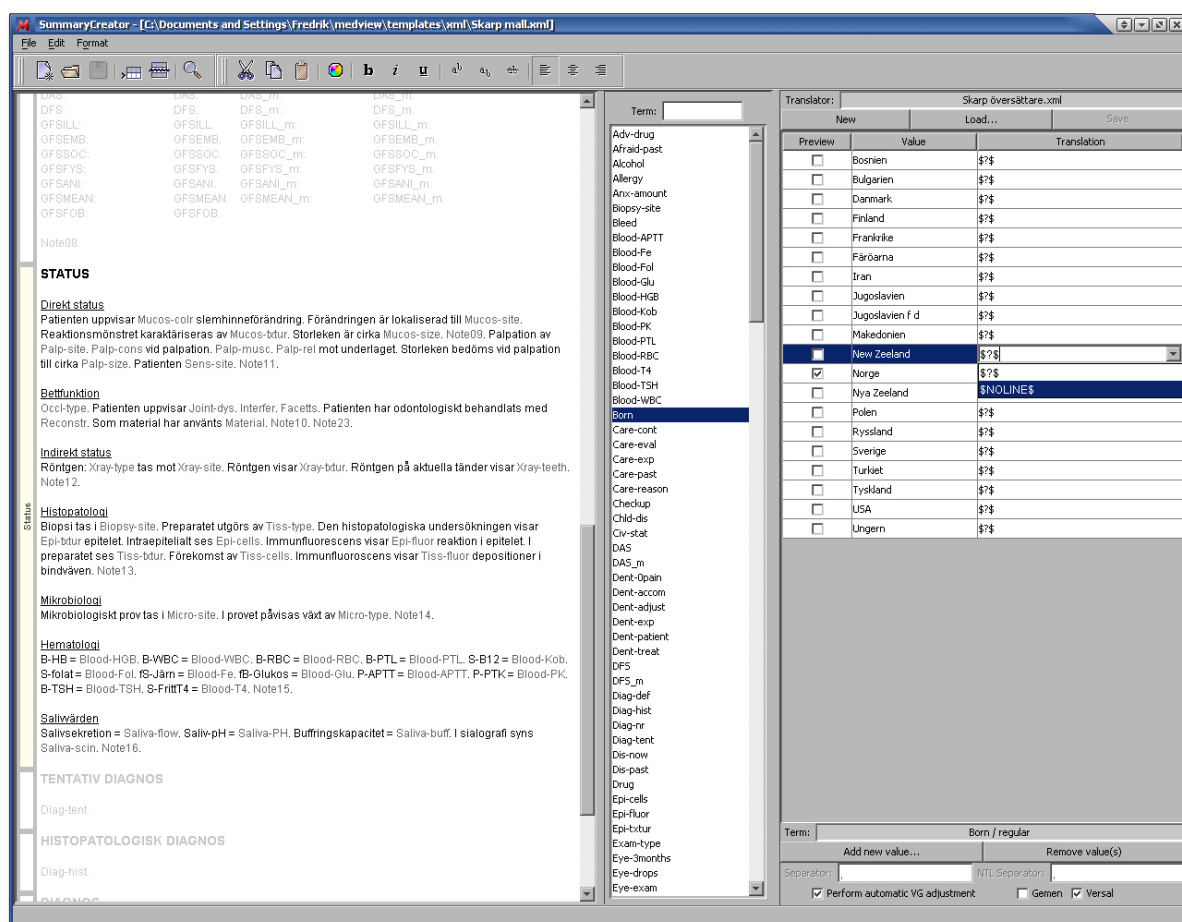 SummaryCreator - [C:\Documents and Settings\Fredrik\medview\templates\xml\Skarp mall.xml]
File Edit Format
b i u a^b a_b ab
DAS: DAS. DAS_m: DAS_m.
DFS: DFS. DFS_m: DFS_m.
GFSILL: GFSILL. GFSILL_m: GFSILL_m.
GFSEMB: GFSEMB. GFSEMB_m: GFSEMB_m.
GFSSOC: GFSSOC. GFSSOC_m: GFSSOC_m.
GFSFYS: GFSFYS. GFSFYS_m: GFSFYS_m.
GFSANI: GFSANI. GFSANI_m: GFSANI_m.
GFSMEAN: GFSMEAN. GFSMEAN_m: GFSMEAN_m.
GFSFOB: GFSFOB.
Note08.
Status
STATUS
Direkt status
Patienten uppvisar Mucos-colr slemhinneförändring. Förändringen är lokaliserad till Mucos-site.
Reaktionsmönstret karaktäriseras av Mucos-txtur. Storleken är cirka Mucos-size. Note09. Palpation av
Palp-site. Palp-cons vid palpation. Palp-musc. Palp-rel mot underlaget. Storleken bedöms vid palpation
till cirka Palp-size. Patienten Sens-site. Note11.
Bettfunktion
Occl-type. Patienten uppvisar Joint-dys. Interfer. Facetts. Patienten har odontologiskt behandlats med
Reconstr. Som material har använts Material. Note10. Note23.
Indirekt status
Röntgen: Xray-type tas mot Xray-site. Röntgen visar Xray-txtur. Röntgen på aktuella tänder visar Xray-teeth.
Note12.
Histopatologi
Biopsi tas i Biopsy-site. Preparatet utgörs av Tiss-type. Den histopatologiska undersökningen visar
Epi-txtur epitelet. Intraepitelialt ses Epi-cells. Immunfluorescens visar Epi-fluor reaktion i epitelet. I
preparatet ses Tiss-txtur. Förekomst av Tiss-cells. Immunfluoroscens visar Tiss-fluor depositioner i
bindväven. Note13.
Mikrobiologi
Mikrobiologiskt prov tas i Micro-site. I provet påvisas växt av Micro-type. Note14.
Hematologi
B-HB = Blood-HGB. B-WBC = Blood-WBC. B-RBC = Blood-RBC. B-PTL = Blood-PTL. S-B12 = Blood-Kob.
S-folat = Blood-Fol. fS-Järn = Blood-Fe. fB-Glukos = Blood-Glu. P-APTT = Blood-APTT. P-PTK = Blood-PK.
B-TSH = Blood-TSH. S-FrittT4 = Blood-T4. Note15.
Salivvärden
Salivsekretion = Saliva-flow. Saliv-pH = Saliva-PH. Buffringskapacitet = Saliva-buff. I sialografi syns
Saliva-scin. Note16.
TENTATIV DIAGNOS
Diag-tent.
HISTOPATOLOGISK DIAGNOS
Diag-hist.
DIAGNOS
Term:
Adv-drug
Afraid-past
Alcohol
Allergy
Anx-amount
Biopsy-site
Bleed
Blood-APTT
Blood-Fe
Blood-Fol
Blood-Glu
Blood-HGB
Blood-Kob
Blood-PK
Blood-PTL
Blood-RBC
Blood-T4
Blood-TSH
Blood-WBC
Born
Care-cont
Care-eval
Care-exp
Care-past
Care-reason
Checkup
Chld-dis
Civ-stat
DAS
DAS_m
Dent-0pain
Dent-accom
Dent-adjust
Dent-exp
Dent-patient
Dent-treat
DFS
DFS_m
Diag-def
Diag-hist
Diag-nr
Diag-tent
Dis-now
Dis-past
Drug
Epi-cells
Epi-fluor
Epi-txtur
Exam-type
Eye-3months
Eye-drops
Eye-exam
Translator: Skarp översättare.xml
New Load... Save
Preview Value Translation
Bosnien $?$
Bulgarien $?$
Danmark $?$
Finland $?$
Frankrike $?$
Färöarna $?$
Iran $?$
Jugoslavien $?$
Jugoslavien f d $?$
Makedonien $?$
New Zeeland $?$
Norge $?$
Nya Zeeland $NOLINE$
Polen $?$
Ryssland $?$
Sverige $?$
Turkiet $?$
Tyskland $?$
USA $?$
Ungern $?$
Term: Born / regular
Add new value... Remove value(s)
Separator: , NTL Separator: ,
Perform automatic VG adjustment Gemen Versal